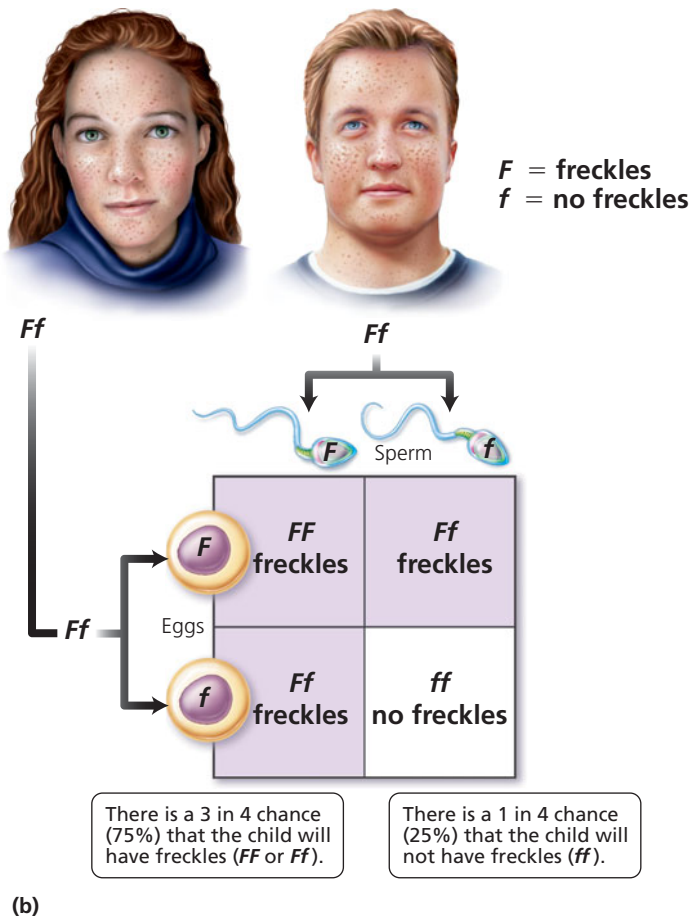 F = freckles
f = no freckles
Ff
Ff
F
Sperm
f
F
FF
freckles
Ff
freckles
Ff
Eggs
f
Ff
freckles
ff
no freckles
There is a 3 in 4 chance
(75%) that the child will
have freckles (FF or Ff).
There is a 1 in 4 chance
(25%) that the child will
not have freckles (ff).
(b)